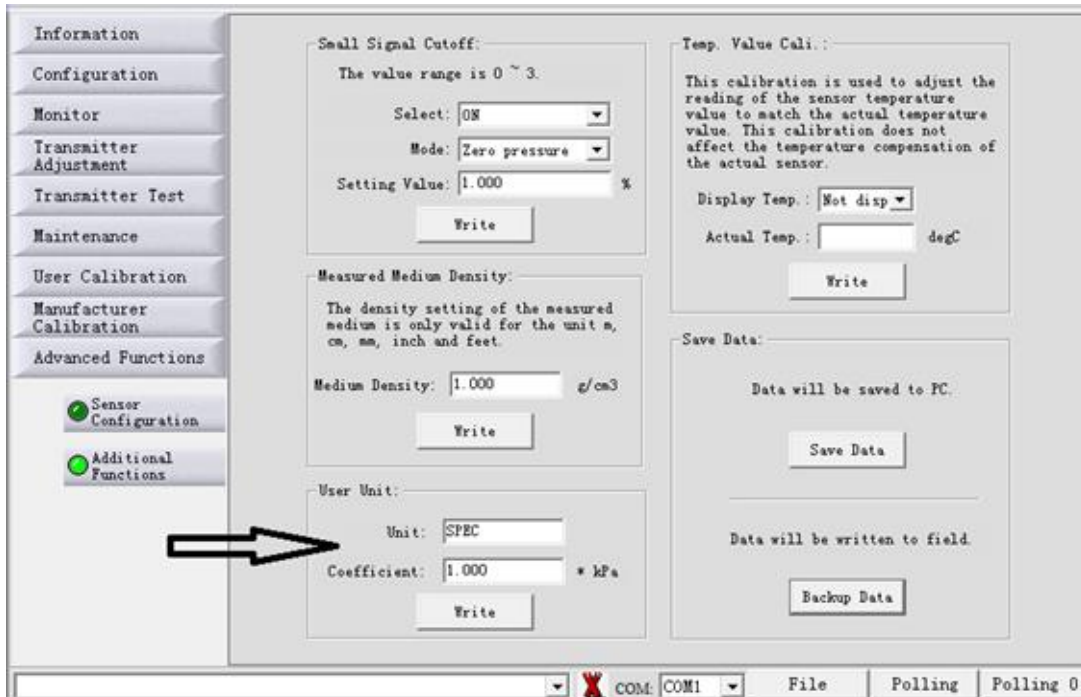 Information
Configuration
Monitor
Transmitter
Adjustment
Transmitter Test
Maintenance
User Calibration
Manufacturer
Calibration
Advanced Functions
Sensor
Configuration
Additional
Functions
Small Signal Cutoff:
The value range is 0 ~ 3.
Select: ON
Mode: Zero pressure
Setting Value: 1.000 %
Write
Measured Medium Density:
The density setting of the measured
medium is only valid for the unit m,
cm, mm, inch and feet.
Medium Density: 1.000 g/cm3
Write
User Unit:
Unit: SPEC
Coefficient: 1.000 * kPa
Write
Temp. Value Cali.:
This calibration is used to adjust the
reading of the sensor temperature
value to match the actual temperature
value. This calibration does not
affect the temperature compensation of
the actual sensor.
Display Temp.: Not disp
Actual Temp.: degC
Write
Save Data:
Data will be saved to PC.
Save Data
Data will be written to field.
Backup Data
COM: COM1 File Polling Polling 0